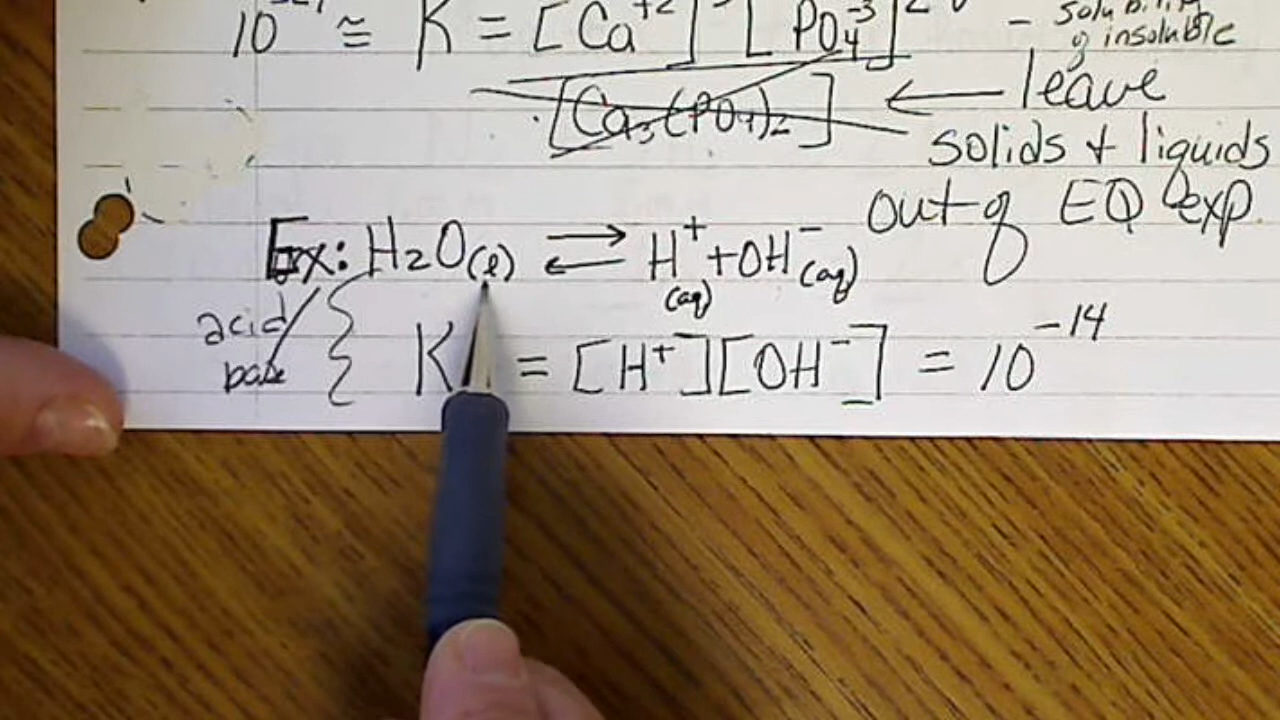 10 ≅ K = [Ca⁺²] [PO₄⁻³]²
– solubility
of insoluble
[Ca₃(PO₄)₂] ← leave
solids + liquids
out of EQ exp.
Ex: H₂O(l) ⇌ H⁺(aq) + OH⁻(aq)
acid/
base { K = [H⁺][OH⁻] = 10⁻¹⁴